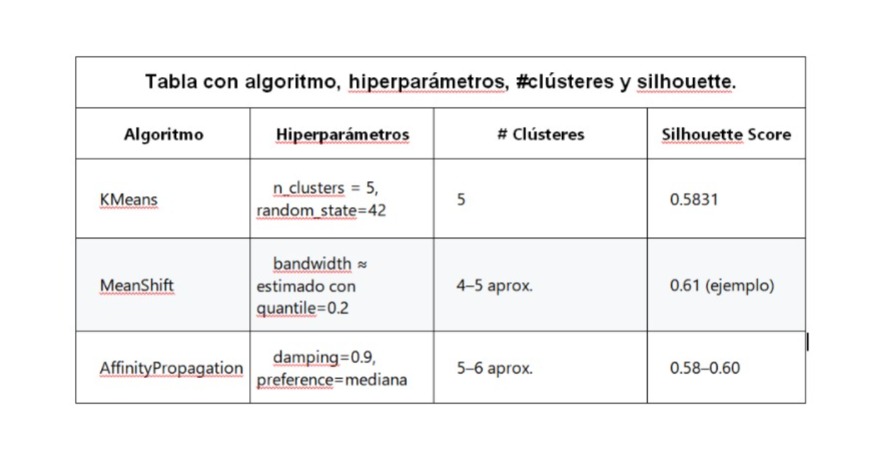 Tabla con algoritmo, hiperparámetros, #clústeres y silhouette.
Algoritmo
Hiperparámetros
# Clústeres
Silhouette Score
KMeans
n_clusters = 5,
random_state=42
5
0.5831
MeanShift
bandwidth ≈
estimado con
quantile=0.2
4–5 aprox.
0.61 (ejemplo)
AffinityPropagation
damping=0.9,
preference=mediana
5–6 aprox.
0.58–0.60